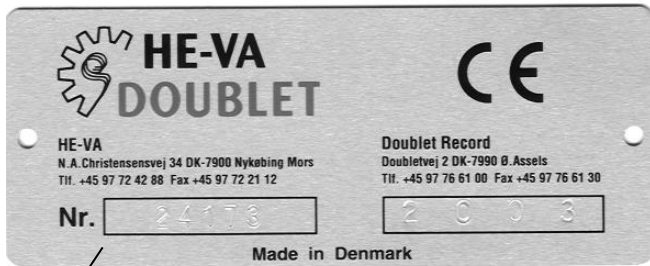 HE-VA
DOUBLET
CE
HE-VA
N.A.Christensensvej 34 DK-7900 Nykøbing Mors
Tlf. +45 97 72 42 88 Fax +45 97 72 21 12
Doublet Record
Doubletvej 2 DK-7990 Ø.Assels
Tlf. +45 97 76 61 00 Fax +45 97 76 61 30
Nr. 24173
2003
Made in Denmark